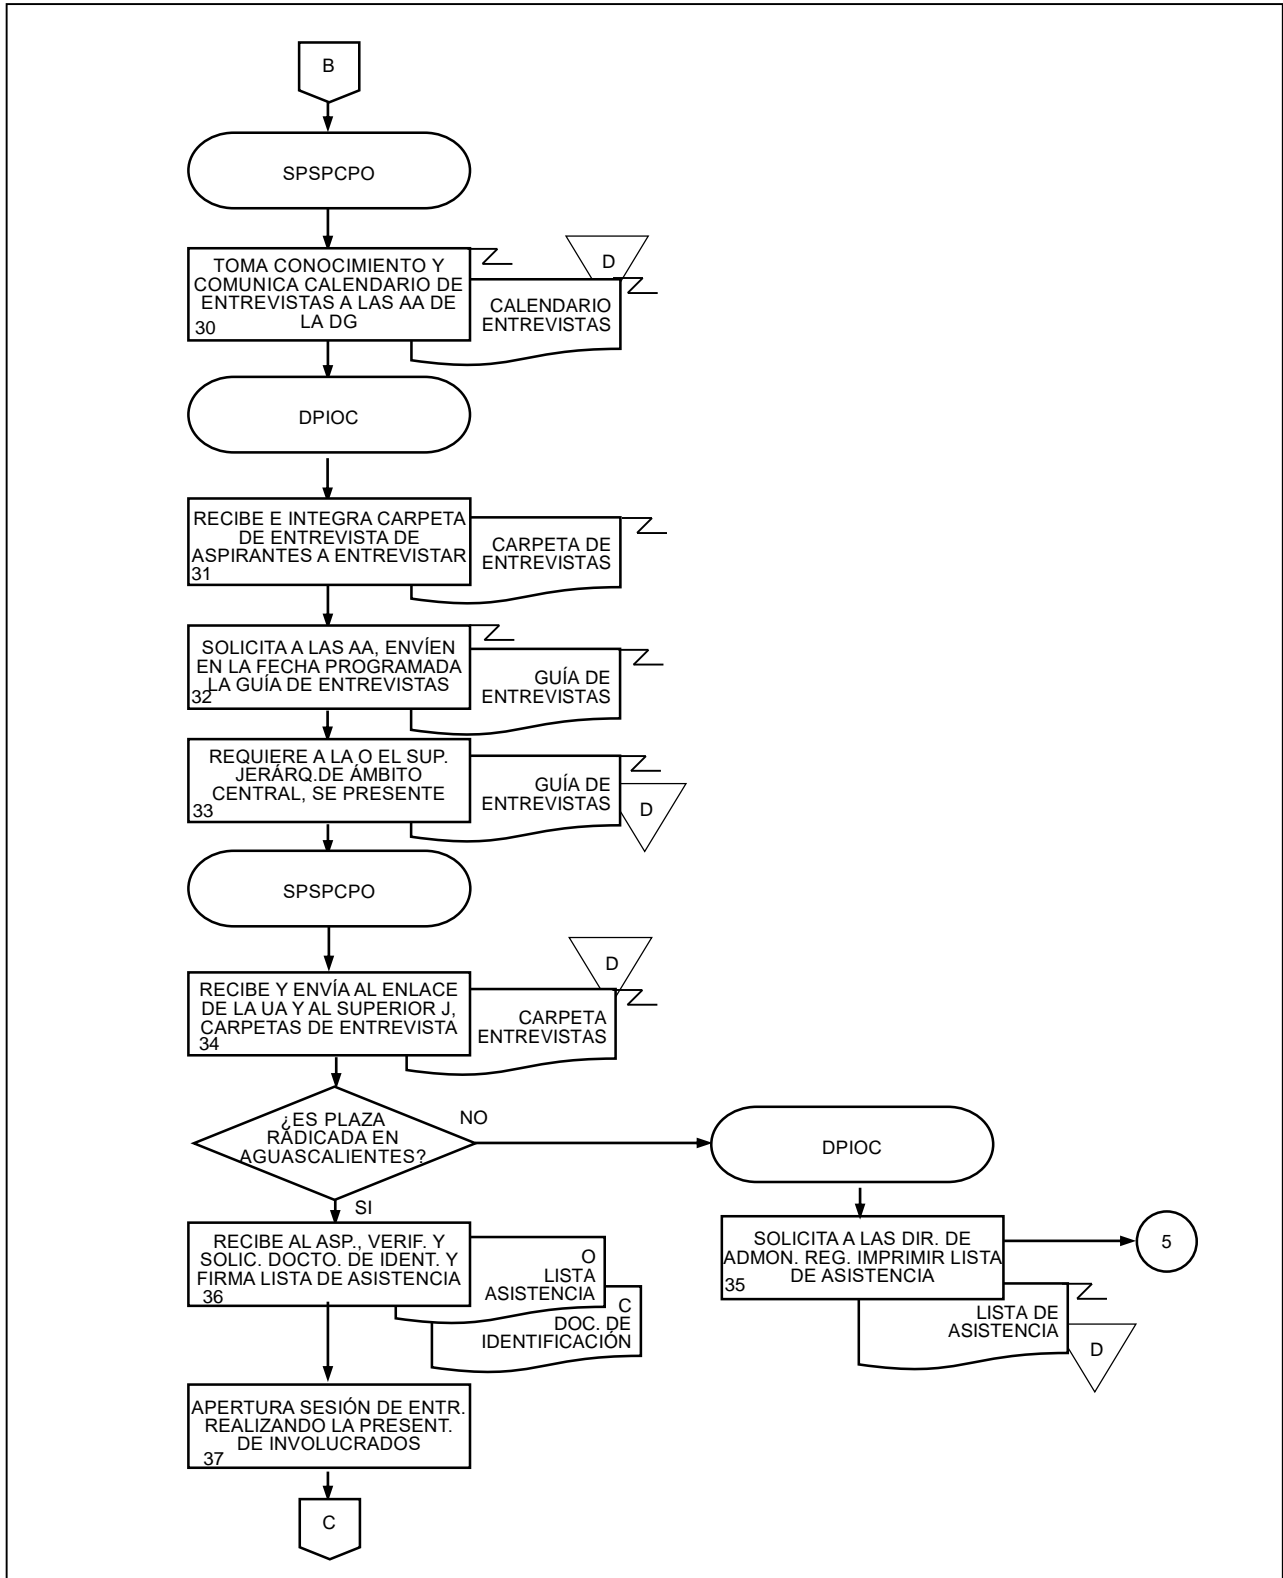 B
SPSPCPO
TOMA CONOCIMIENTO Y
COMUNICA CALENDARIO DE
ENTREVISTAS A LAS AA DE
LA DG
30
D
CALENDARIO
ENTREVISTAS
DPIOC
RECIBE E INTEGRA CARPETA
DE ENTREVISTA DE
ASPIRANTES A ENTREVISTAR
31
CARPETA DE
ENTREVISTAS
SOLICITA A LAS AA, ENVÍEN
EN LA FECHA PROGRAMADA
LA GUÍA DE ENTREVISTAS
32
GUÍA DE
ENTREVISTAS
REQUIERE A LA O EL SUP.
JERÁRQ.DE ÁMBITO
CENTRAL, SE PRESENTE
33
GUÍA DE
ENTREVISTAS
D
SPSPCPO
RECIBE Y ENVÍA AL ENLACE
DE LA UA Y AL SUPERIOR J,
CARPETAS DE ENTREVISTA
34
D
CARPETA
ENTREVISTAS
¿ES PLAZA
RADICADA EN
AGUASCALIENTES?
NO
SI
DPIOC
SOLICITA A LAS DIR. DE
ADMON. REG. IMPRIMIR LISTA
DE ASISTENCIA
35
5
LISTA DE
ASISTENCIA
D
RECIBE AL ASP., VERIF. Y
SOLIC. DOCTO. DE IDENT. Y
FIRMA LISTA DE ASISTENCIA
36
O
LISTA
ASISTENCIA
C
DOC. DE
IDENTIFICACIÓN
APERTURA SESIÓN DE ENTR.
REALIZANDO LA PRESENT.
DE INVOLUCRADOS
37
C